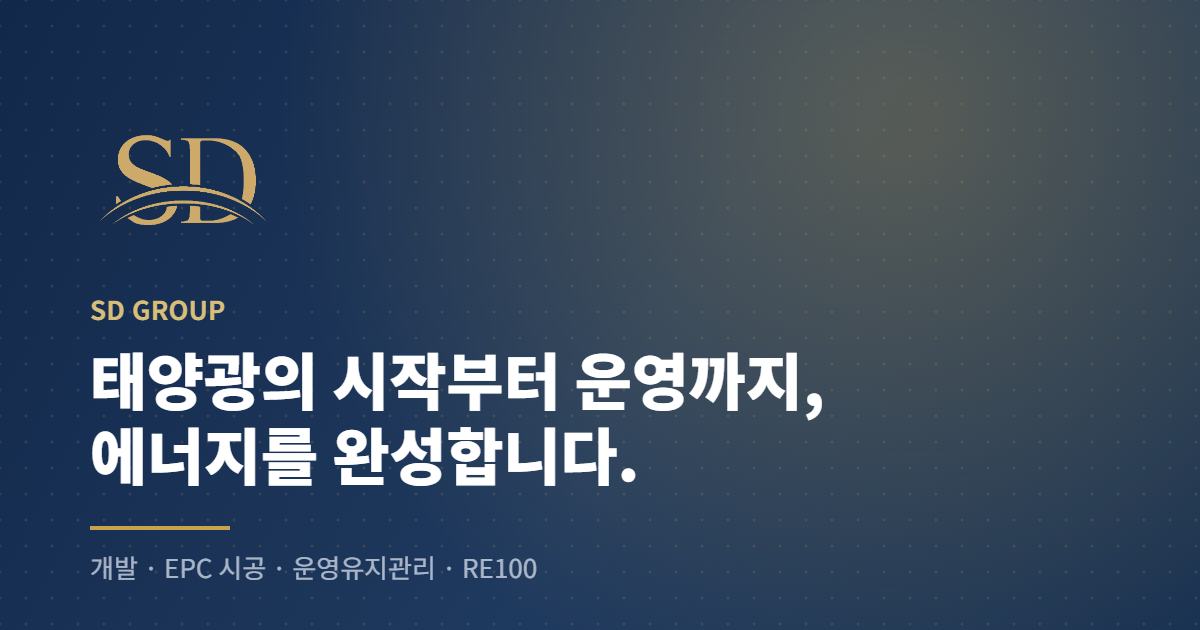 SD
SD GROUP
태양광의 시작부터 운영까지,
에너지를 완성합니다.
개발 · EPC 시공 · 운영유지관리 · RE100